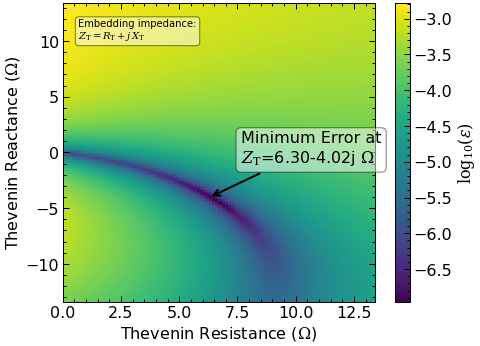 Embedding impedance:
Z_T = R_T + j X_T
Minimum Error at
Z_T=6.30-4.02j Ω
Thevenin Reactance (Ω)
10
5
0
−5
−10
0.0 2.5 5.0 7.5 10.0 12.5
Thevenin Resistance (Ω)
−3.0
−3.5
−4.0
−4.5
−5.0
−5.5
−6.0
−6.5
log₁₀(ε)